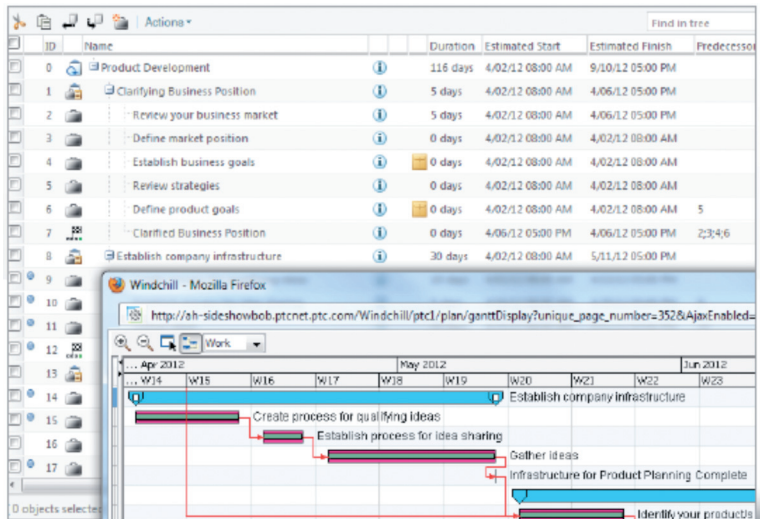 Actions
Find in tree
ID Name Duration Estimated Start Estimated Finish Predecessor
0 Product Development 116 days 4/02/12 08:00 AM 9/10/12 05:00 PM
1 Clarifying Business Position 5 days 4/02/12 08:00 AM 4/06/12 05:00 PM
2 Review your business market 5 days 4/02/12 08:00 AM 4/06/12 05:00 PM
3 Define market position 0 days 4/02/12 08:00 AM 4/02/12 08:00 AM
4 Establish business goals 0 days 4/02/12 08:00 AM 4/02/12 08:00 AM
5 Review strategies 0 days 4/02/12 08:00 AM 4/02/12 08:00 AM
6 Define product goals 0 days 4/02/12 08:00 AM 4/02/12 08:00 AM 5
7 Clarified Business Position 0 days 4/06/12 05:00 PM 4/06/12 05:00 PM 2;3;4;6
8 Establish company infrastructure 30 days 4/02/12 08:00 AM 5/11/12 05:00 PM
9
10
11
12
13
14
15
16
17
0 objects selecte
Windchill - Mozilla Firefox
http://ah-sideshowbob.ptcnet.ptc.com/Windchill/ptc1/plan/ganttDisplay?unique_page_number=352&AjaxEnabled=
Work
... Apr 2012 May 2012 Jun 2012
... W14 W15 W16 W17 W18 W19 W20 W21 W22 W23
Establish company infrastructure
Create process for qualifying ideas
Establish process for idea sharing
Gather ideas
Infrastructure for Product Planning Complete
Identify your product/s